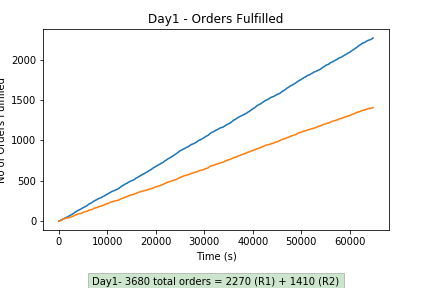 Day1 - Orders Fulfilled
No of Orders Fulfilled
2000
1500
1000
500
0
0 10000 20000 30000 40000 50000 60000
Time (s)
Day1- 3680 total orders = 2270 (R1) + 1410 (R2)